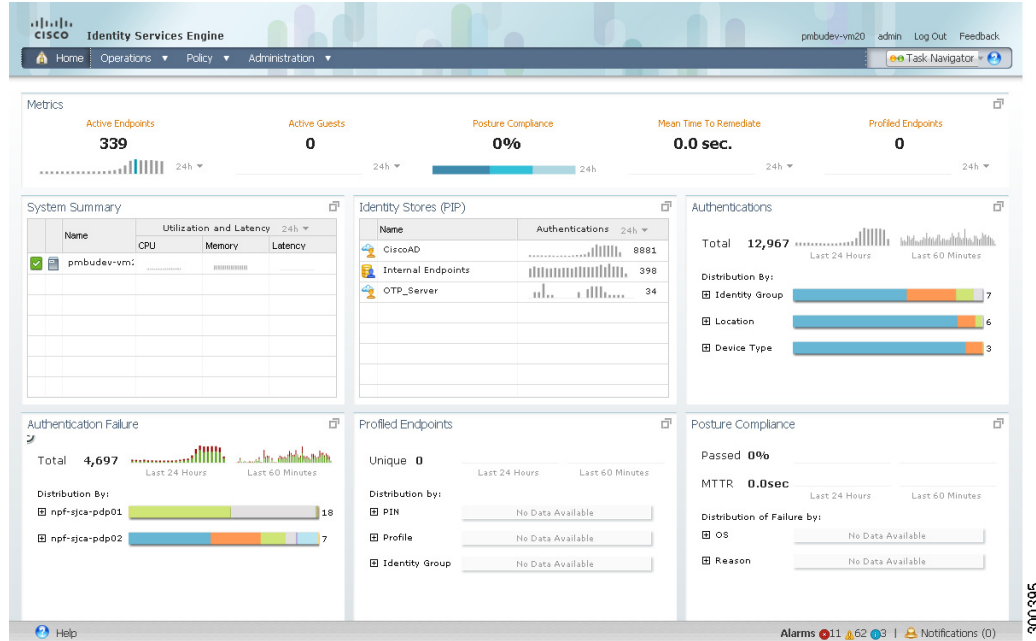 CISCO Identity Services Engine
pmbudev-vm20 admin Log Out Feedback
Home Operations Policy Administration
Task Navigator
Metrics
Active Endpoints
339
24h
Active Guests
0
24h
Posture Compliance
0%
24h
Mean Time To Remediate
0.0 sec.
24h
Profiled Endpoints
0
24h
System Summary
Name
Utilization and Latency 24h
CPU Memory Latency
pmbudev-vm2
Identity Stores (PIP)
Name Authentications 24h
CiscoAD 8881
Internal Endpoints 398
OTP_Server 34
Authentications
Total 12,967
Last 24 Hours Last 60 Minutes
Distribution By:
Identity Group 7
Location 6
Device Type 3
Authentication Failure
Total 4,697
Last 24 Hours Last 60 Minutes
Distribution By:
npf-sjca-pdp01 18
npf-sjca-pdp02 7
Profiled Endpoints
Unique 0
Last 24 Hours Last 60 Minutes
Distribution by:
PIN No Data Available
Profile No Data Available
Identity Group No Data Available
Posture Compliance
Passed 0%
MTTR 0.0sec
Last 24 Hours Last 60 Minutes
Distribution of Failure by:
OS No Data Available
Reason No Data Available
Help
Alarms 11 62 3 | Notifications (0)
300395